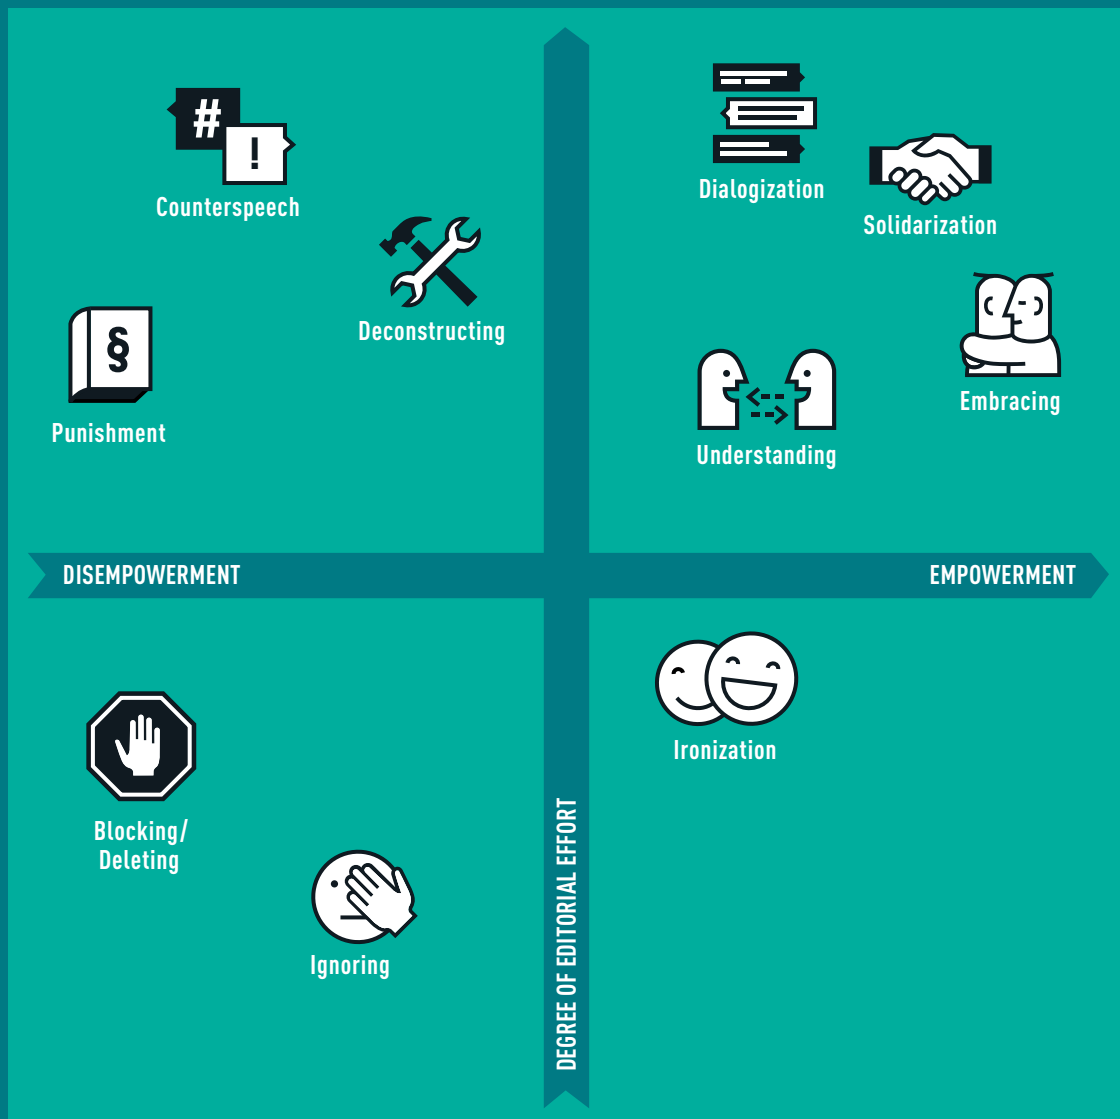 #
!
Counterspeech
Dialogization
Solidarization
Deconstructing
§
Punishment
Embracing
Understanding
DISEMPOWERMENT
EMPOWERMENT
Ironization
Blocking/
Deleting
Ignoring
DEGREE OF EDITORIAL EFFORT